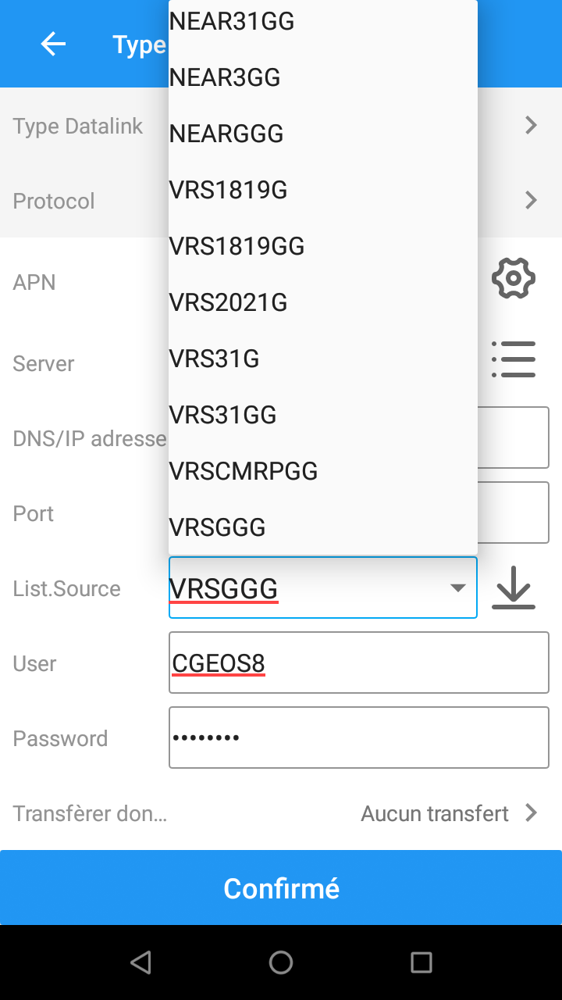 Type
NEAR31GG
NEAR3GG
NEARGGG
VRS1819G
VRS1819GG
VRS2021G
VRS31G
VRS31GG
VRSCMRPGG
VRSGGG
Type Datalink
Protocol
APN
Server
DNS/IP adresse
Port
List.Source
VRSGGG
User
CGEOS8
Password
••••••••
Transfèrer don…
Aucun transfert
Confirmé